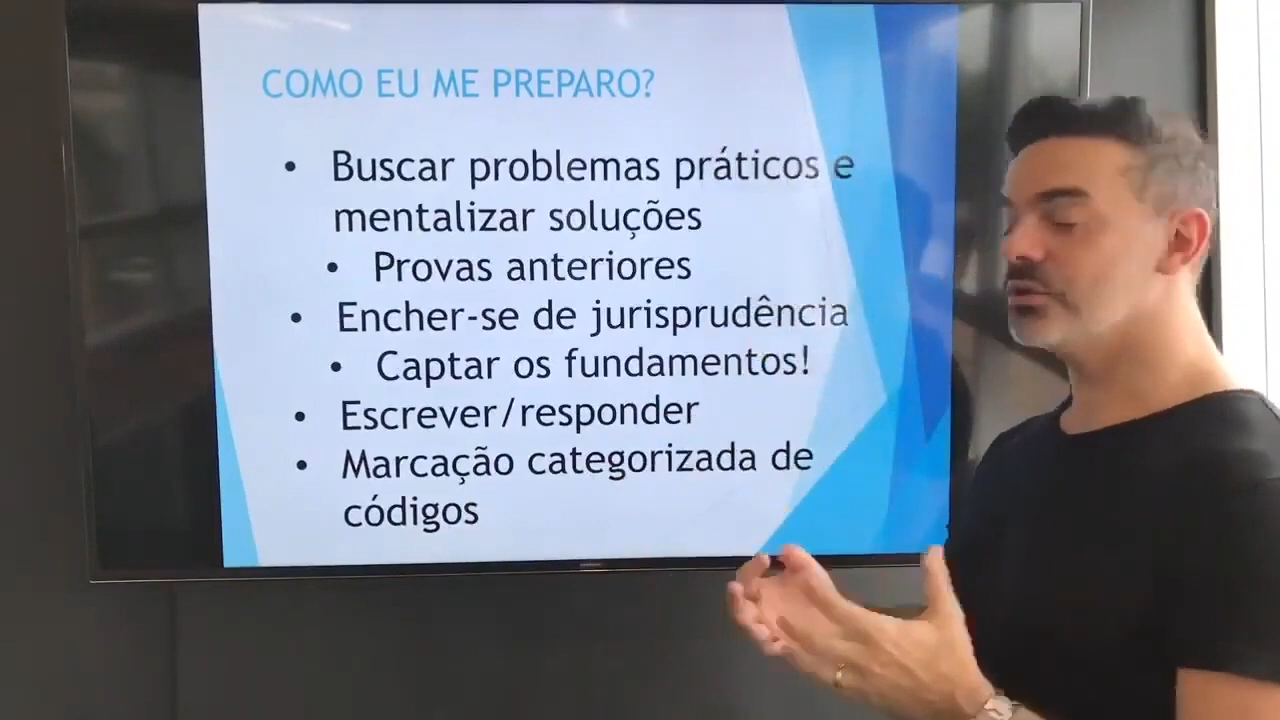 COMO EU ME PREPARO?
• Buscar problemas práticos e
mentalizar soluções
• Provas anteriores
• Encher-se de jurisprudência
• Captar os fundamentos!
• Escrever/responder
• Marcação categorizada de
códigos